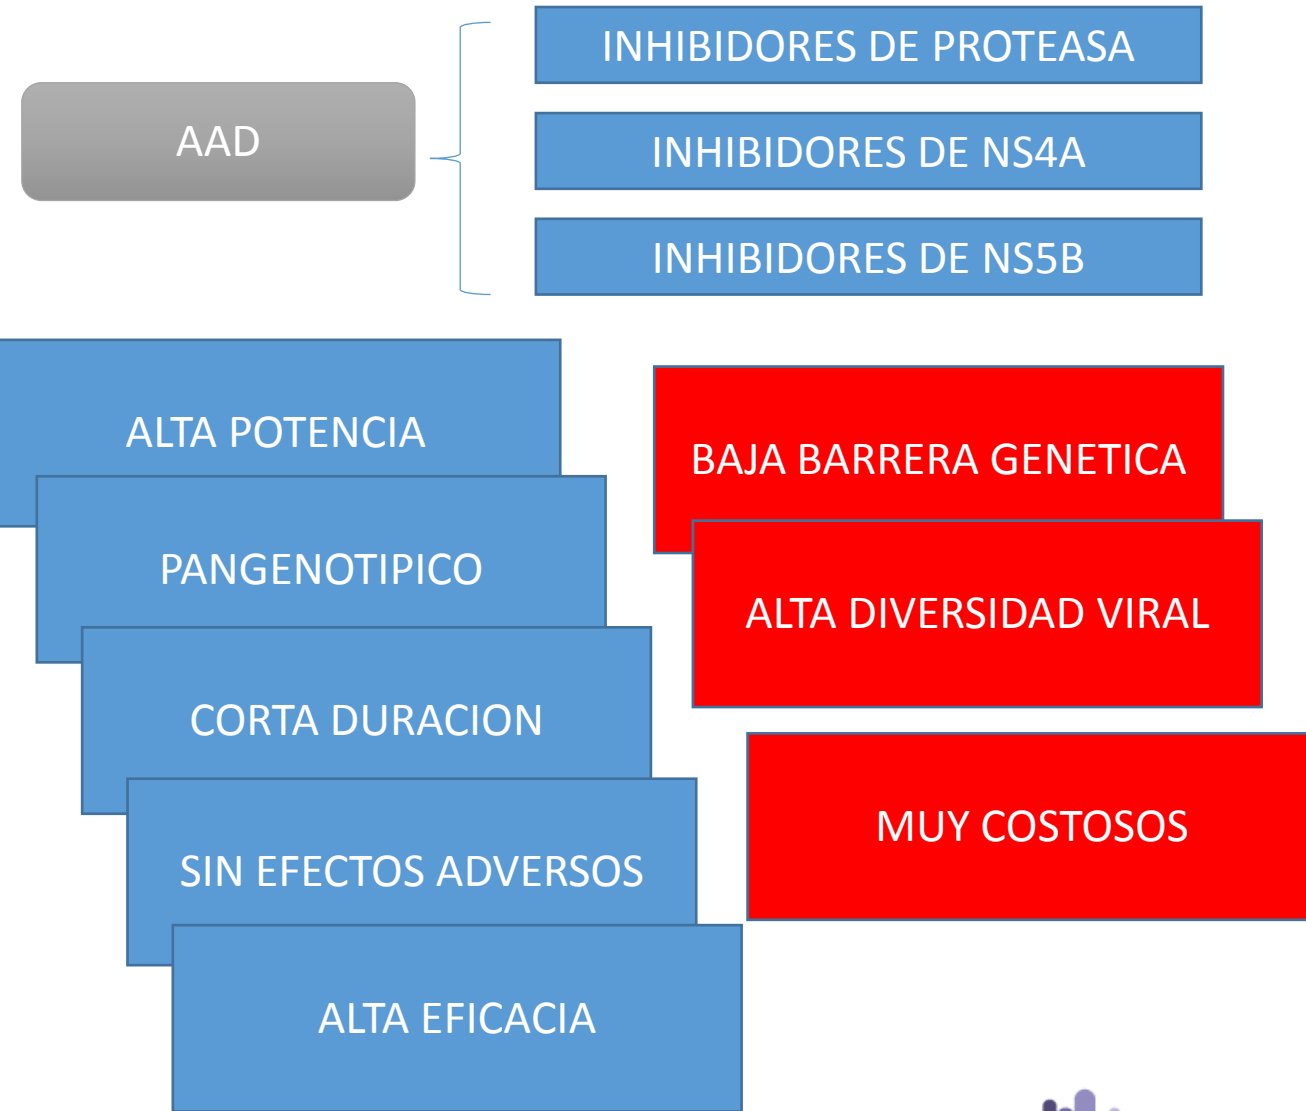 AAD
INHIBIDORES DE PROTEASA
INHIBIDORES DE NS4A
INHIBIDORES DE NS5B
ALTA POTENCIA
PANGENOTIPICO
CORTA DURACION
SIN EFECTOS ADVERSOS
ALTA EFICACIA
BAJA BARRERA GENETICA
ALTA DIVERSIDAD VIRAL
MUY COSTOSOS